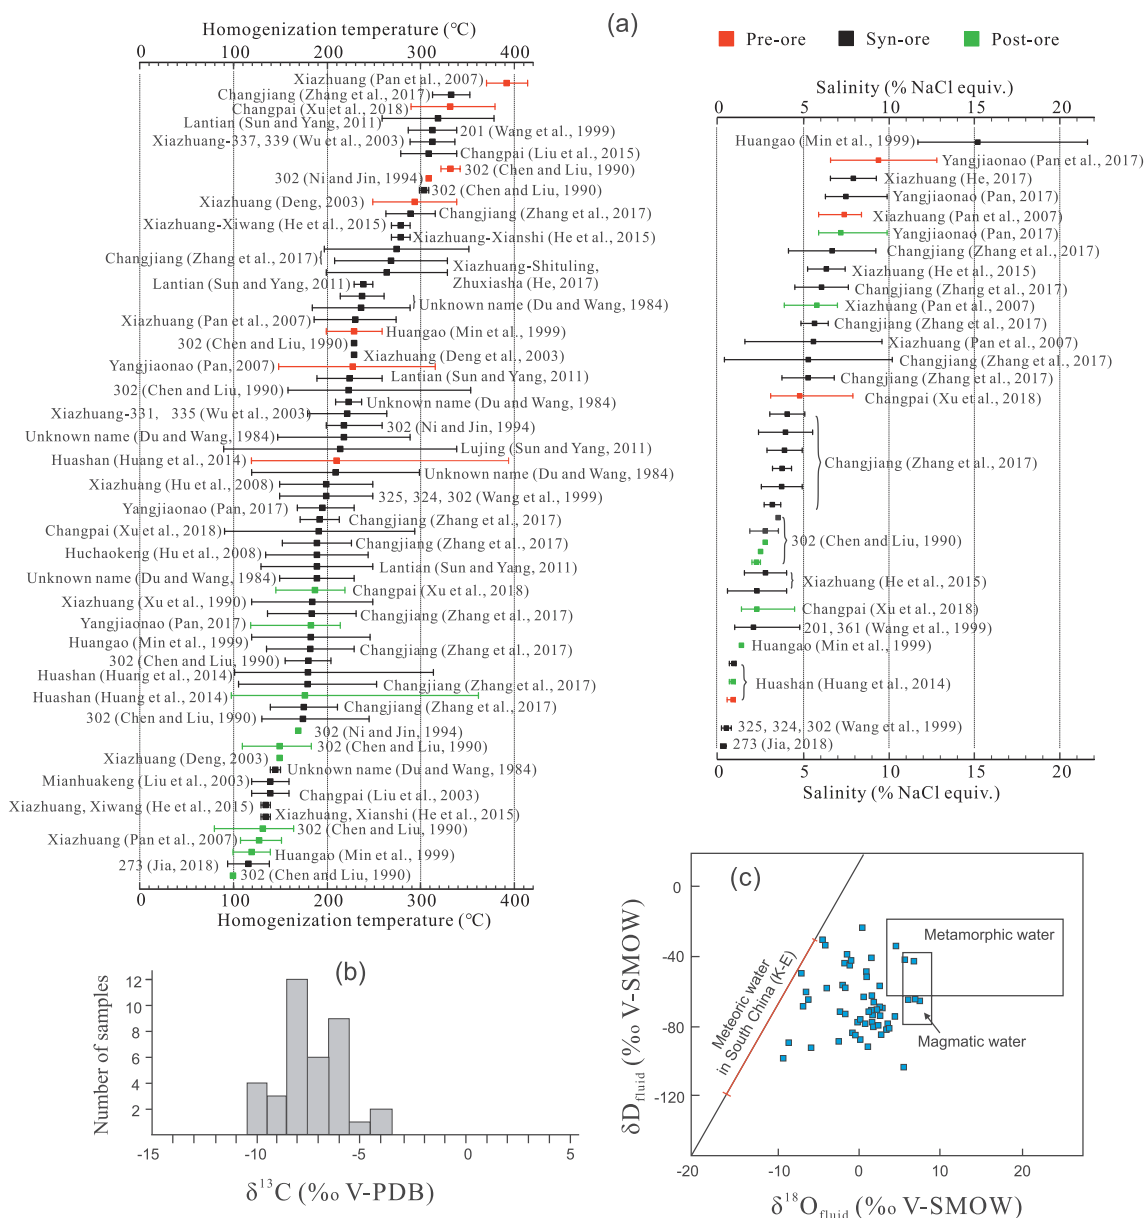 (a)
Homogenization temperature (℃)
0 100 200 300 400
Xiazhuang (Pan et al., 2007)
Changjiang (Zhang et al., 2017)
Changpai (Xu et al., 2018)
Lantian (Sun and Yang, 2011)
201 (Wang et al., 1999)
Xiazhuang-337, 339 (Wu et al., 2003)
Changpai (Liu et al., 2015)
302 (Chen and Liu, 1990)
302 (Ni and Jin, 1994)
302 (Chen and Liu, 1990)
Xiazhuang (Deng, 2003)
Changjiang (Zhang et al., 2017)
Xiazhuang-Xiwang (He et al., 2015)
Xiazhuang-Xianshi (He et al., 2015)
Changjiang (Zhang et al., 2017){
Xiazhuang-Shituling,
Zhuxiasha (He, 2017)
Lantian (Sun and Yang, 2011)
}Unknown name (Du and Wang, 1984)
Xiazhuang (Pan et al., 2007)
Huangao (Min et al., 1999)
302 (Chen and Liu, 1990)
Xiazhuang (Deng et al., 2003)
Yangjiaonao (Pan, 2007)
Lantian (Sun and Yang, 2011)
302 (Chen and Liu, 1990)
Unknown name (Du and Wang, 1984)
Xiazhuang-331, 335 (Wu et al., 2003)
302 (Ni and Jin, 1994)
Unknown name (Du and Wang, 1984)
Lujing (Sun and Yang, 2011)
Huashan (Huang et al., 2014)
Unknown name (Du and Wang, 1984)
Xiazhuang (Hu et al., 2008)
325, 324, 302 (Wang et al., 1999)
Yangjiaonao (Pan, 2017)
Changjiang (Zhang et al., 2017)
Changpai (Xu et al., 2018)
Changjiang (Zhang et al., 2017)
Huchaokeng (Hu et al., 2008)
Lantian (Sun and Yang, 2011)
Unknown name (Du and Wang, 1984)
Changpai (Xu et al., 2018)
Xiazhuang (Xu et al., 1990)
Changjiang (Zhang et al., 2017)
Yangjiaonao (Pan, 2017)
Huangao (Min et al., 1999)
Changjiang (Zhang et al., 2017)
302 (Chen and Liu, 1990)
Huashan (Huang et al., 2014)
Changjiang (Zhang et al., 2017)
Huashan (Huang et al., 2014)
Changjiang (Zhang et al., 2017)
302 (Chen and Liu, 1990)
302 (Ni and Jin, 1994)
302 (Chen and Liu, 1990)
Xiazhuang (Deng, 2003)
Unknown name (Du and Wang, 1984)
Mianhuakeng (Liu et al., 2003)
Changpai (Liu et al., 2003)
Xiazhuang, Xiwang (He et al., 2015)
Xiazhuang, Xianshi (He et al., 2015)
302 (Chen and Liu, 1990)
Xiazhuang (Pan et al., 2007)
Huangao (Min et al., 1999)
273 (Jia, 2018)
302 (Chen and Liu, 1990)
0 100 200 300 400
Homogenization temperature (℃)
Pre-ore Syn-ore Post-ore
Salinity (% NaCl equiv.)
0 5 10 15 20
Huangao (Min et al., 1999)
Yangjiaonao (Pan et al., 2017)
Xiazhuang (He, 2017)
Yangjiaonao (Pan, 2017)
Xiazhuang (Pan et al., 2007)
Yangjiaonao (Pan, 2017)
Changjiang (Zhang et al., 2017)
Xiazhuang (He et al., 2015)
Changjiang (Zhang et al., 2017)
Xiazhuang (Pan et al., 2007)
Changjiang (Zhang et al., 2017)
Xiazhuang (Pan et al., 2007)
Changjiang (Zhang et al., 2017)
Changjiang (Zhang et al., 2017)
Changpai (Xu et al., 2018)
Changjiang (Zhang et al., 2017)
302 (Chen and Liu, 1990)
Xiazhuang (He et al., 2015)
Changpai (Xu et al., 2018)
201, 361 (Wang et al., 1999)
Huangao (Min et al., 1999)
Huashan (Huang et al., 2014)
325, 324, 302 (Wang et al., 1999)
273 (Jia, 2018)
0 5 10 15 20
Salinity (% NaCl equiv.)
(b)
Number of samples
12
10
8
6
4
2
-15 -10 -5 0 5
δ¹³C (‰ V-PDB)
(c)
δD_fluid (‰ V-SMOW)
0
-40
-80
-120
Meteoric water
in South China (K-E)
Metamorphic water
Magmatic water
-20 -10 0 10 20
δ¹⁸O_fluid (‰ V-SMOW)